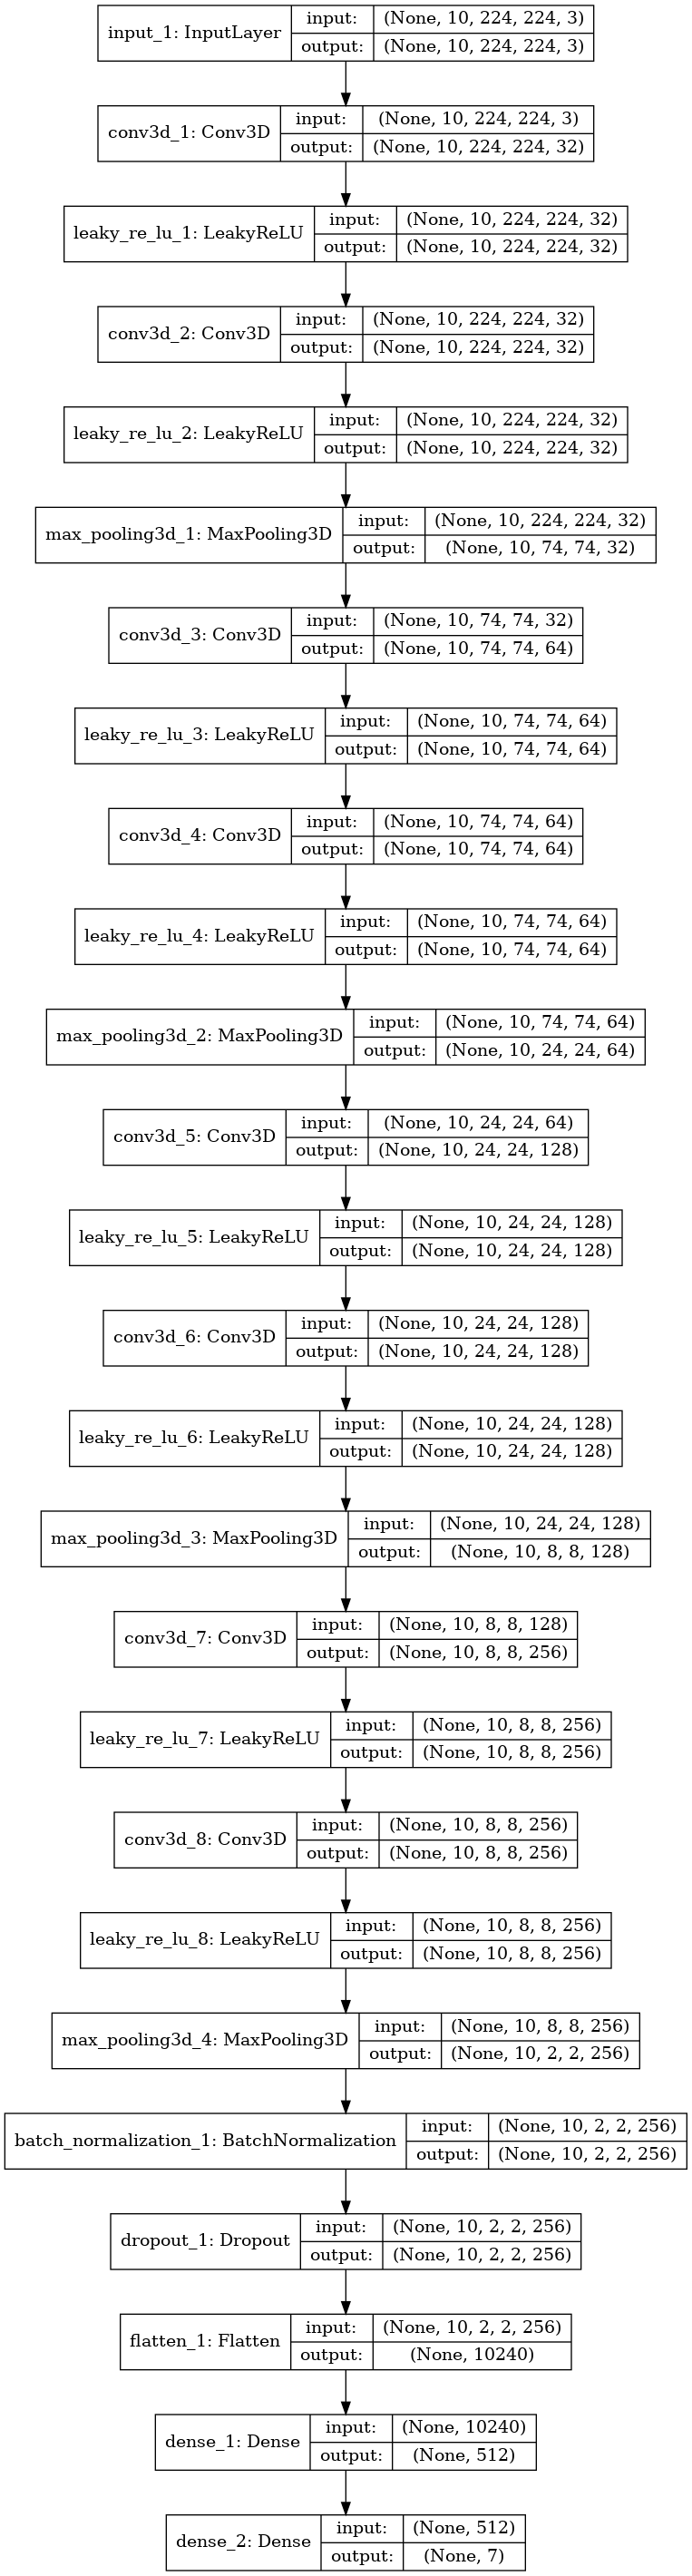 input_1: InputLayer
input: (None, 10, 224, 224, 3)
output: (None, 10, 224, 224, 3)
conv3d_1: Conv3D
input: (None, 10, 224, 224, 3)
output: (None, 10, 224, 224, 32)
leaky_re_lu_1: LeakyReLU
input: (None, 10, 224, 224, 32)
output: (None, 10, 224, 224, 32)
conv3d_2: Conv3D
input: (None, 10, 224, 224, 32)
output: (None, 10, 224, 224, 32)
leaky_re_lu_2: LeakyReLU
input: (None, 10, 224, 224, 32)
output: (None, 10, 224, 224, 32)
max_pooling3d_1: MaxPooling3D
input: (None, 10, 224, 224, 32)
output: (None, 10, 74, 74, 32)
conv3d_3: Conv3D
input: (None, 10, 74, 74, 32)
output: (None, 10, 74, 74, 64)
leaky_re_lu_3: LeakyReLU
input: (None, 10, 74, 74, 64)
output: (None, 10, 74, 74, 64)
conv3d_4: Conv3D
input: (None, 10, 74, 74, 64)
output: (None, 10, 74, 74, 64)
leaky_re_lu_4: LeakyReLU
input: (None, 10, 74, 74, 64)
output: (None, 10, 74, 74, 64)
max_pooling3d_2: MaxPooling3D
input: (None, 10, 74, 74, 64)
output: (None, 10, 24, 24, 64)
conv3d_5: Conv3D
input: (None, 10, 24, 24, 64)
output: (None, 10, 24, 24, 128)
leaky_re_lu_5: LeakyReLU
input: (None, 10, 24, 24, 128)
output: (None, 10, 24, 24, 128)
conv3d_6: Conv3D
input: (None, 10, 24, 24, 128)
output: (None, 10, 24, 24, 128)
leaky_re_lu_6: LeakyReLU
input: (None, 10, 24, 24, 128)
output: (None, 10, 24, 24, 128)
max_pooling3d_3: MaxPooling3D
input: (None, 10, 24, 24, 128)
output: (None, 10, 8, 8, 128)
conv3d_7: Conv3D
input: (None, 10, 8, 8, 128)
output: (None, 10, 8, 8, 256)
leaky_re_lu_7: LeakyReLU
input: (None, 10, 8, 8, 256)
output: (None, 10, 8, 8, 256)
conv3d_8: Conv3D
input: (None, 10, 8, 8, 256)
output: (None, 10, 8, 8, 256)
leaky_re_lu_8: LeakyReLU
input: (None, 10, 8, 8, 256)
output: (None, 10, 8, 8, 256)
max_pooling3d_4: MaxPooling3D
input: (None, 10, 8, 8, 256)
output: (None, 10, 2, 2, 256)
batch_normalization_1: BatchNormalization
input: (None, 10, 2, 2, 256)
output: (None, 10, 2, 2, 256)
dropout_1: Dropout
input: (None, 10, 2, 2, 256)
output: (None, 10, 2, 2, 256)
flatten_1: Flatten
input: (None, 10, 2, 2, 256)
output: (None, 10240)
dense_1: Dense
input: (None, 10240)
output: (None, 512)
dense_2: Dense
input: (None, 512)
output: (None, 7)